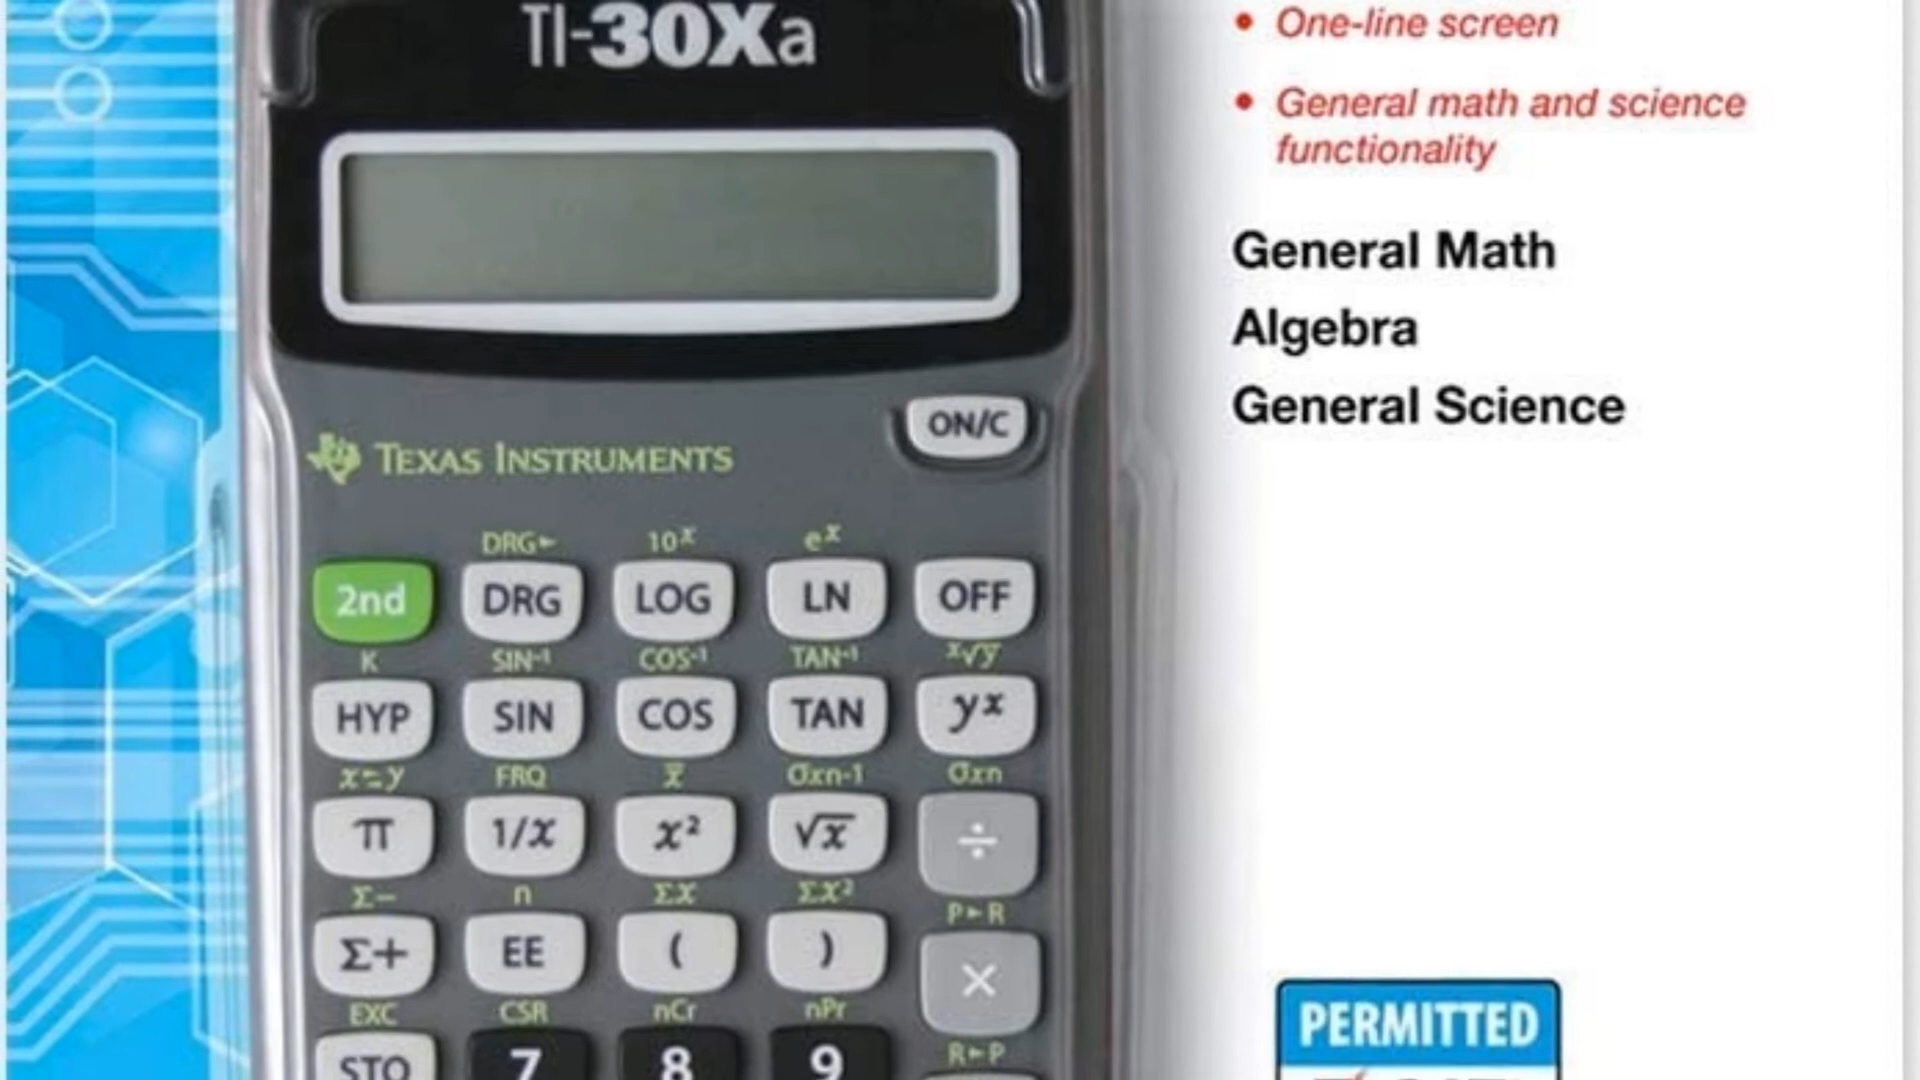 TI-30Xa
• One-line screen
• General math and science
functionality
General Math
Algebra
General Science
ON/C
TEXAS INSTRUMENTS
DRG► 10ˣ eˣ
2nd DRG LOG LN OFF
K SIN⁻¹ COS⁻¹ TAN⁻¹ ˣ√y
HYP SIN COS TAN yˣ
FRQ x̄ σxn-1 σxn
π 1/x x² √x ÷
Σ− n Σx Σx²
P►R
Σ+ EE ( ) ×
EXC CSR nCr nPr
R►P
STO 7 8 9
PERMITTED